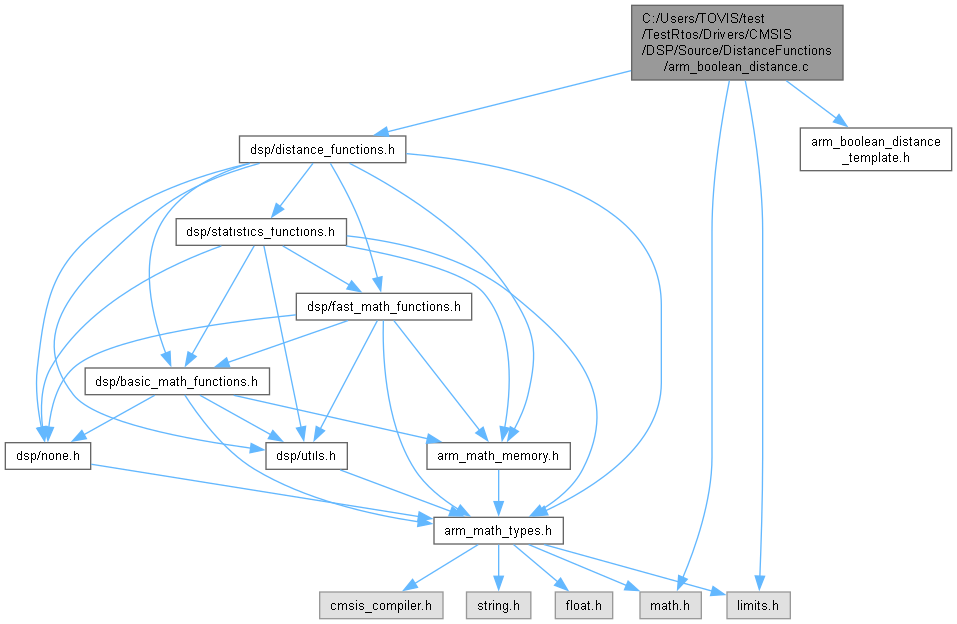 C:/Users/TOVIS/test
/TestRtos/Drivers/CMSIS
/DSP/Source/DistanceFunctions
/arm_boolean_distance.c
dsp/distance_functions.h
arm_boolean_distance
_template.h
dsp/statistics_functions.h
dsp/fast_math_functions.h
dsp/basic_math_functions.h
dsp/none.h
dsp/utils.h
arm_math_memory.h
arm_math_types.h
cmsis_compiler.h
string.h
float.h
math.h
limits.h